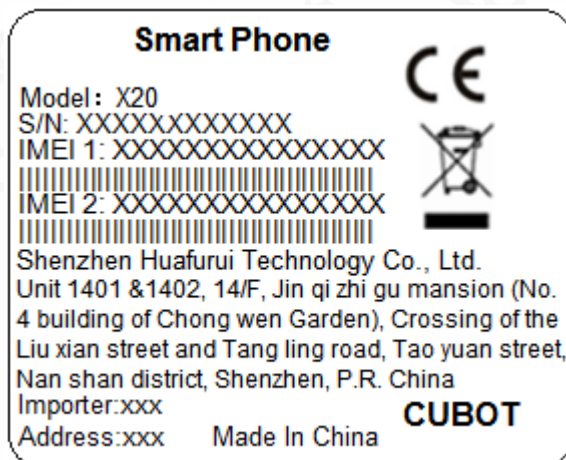 Smart Phone
CE
Model：X20
S/N: XXXXXXXXXXXX
IMEI 1: XXXXXXXXXXXXXXX
IMEI 2: XXXXXXXXXXXXXXX
Shenzhen Huafurui Technology Co., Ltd.
Unit 1401 &1402, 14/F, Jin qi zhi gu mansion (No.
4 building of Chong wen Garden), Crossing of the
Liu xian street and Tang ling road, Tao yuan street,
Nan shan district, Shenzhen, P.R. China
Importer:xxx
CUBOT
Address:xxx Made In China